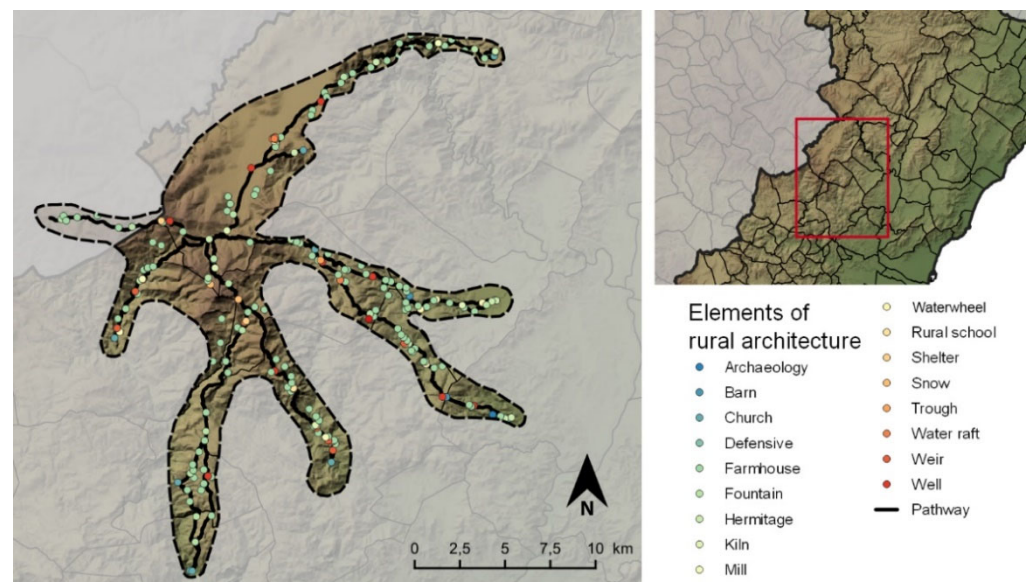 N
0 2,5 5 7,5 10 km
Elements of
rural architecture
Archaeology
Barn
Church
Defensive
Farmhouse
Fountain
Hermitage
Kiln
Mill
Waterwheel
Rural school
Shelter
Snow
Trough
Water raft
Weir
Well
Pathway